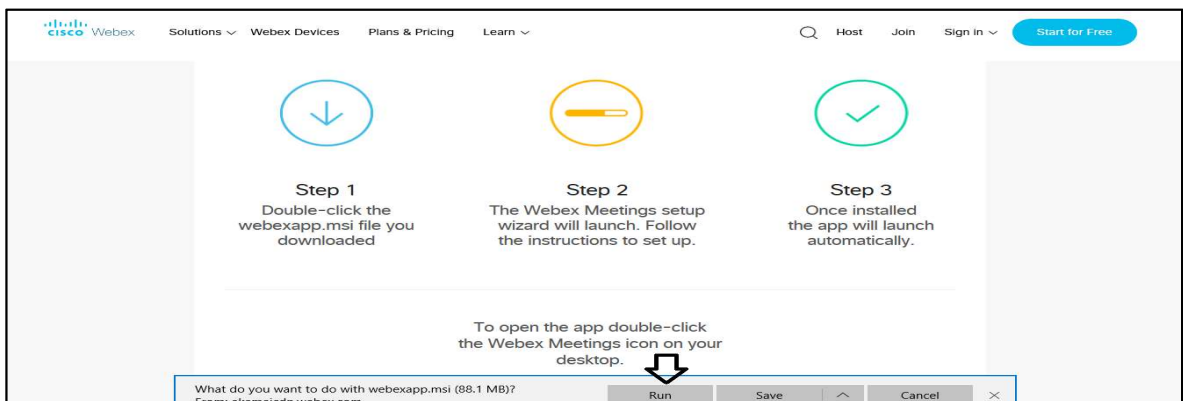 CISCO Webex Solutions Webex Devices Plans & Pricing Learn Host Join Sign in Start for Free
Step 1
Double-click the
webexapp.msi file you
downloaded
Step 2
The Webex Meetings setup
wizard will launch. Follow
the instructions to set up.
Step 3
Once installed
the app will launch
automatically.
To open the app double-click
the Webex Meetings icon on your
desktop.
What do you want to do with webexapp.msi (88.1 MB)?
Run Save Cancel
From: webex.com